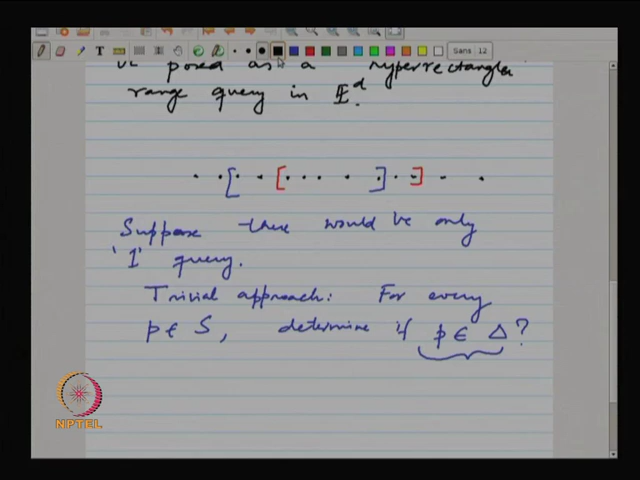 posed as a hyperrectangle
range query in E^d.
Suppose there would be only
'1' query.
Trivial approach: For every
p ∈ S, determine if p ∈ Δ?
NPTEL
Sans 12